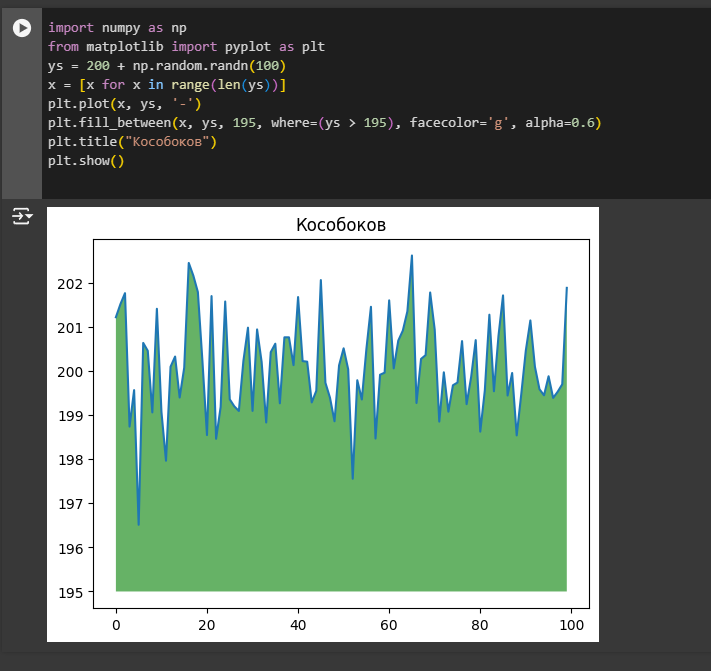 import numpy as np
from matplotlib import pyplot as plt
ys = 200 + np.random.randn(100)
x = [x for x in range(len(ys))]
plt.plot(x, ys, '-')
plt.fill_between(x, ys, 195, where=(ys > 195), facecolor='g', alpha=0.6)
plt.title("Кособоков")
plt.show()
Кособоков
202
201
200
199
198
197
196
195
0 20 40 60 80 100